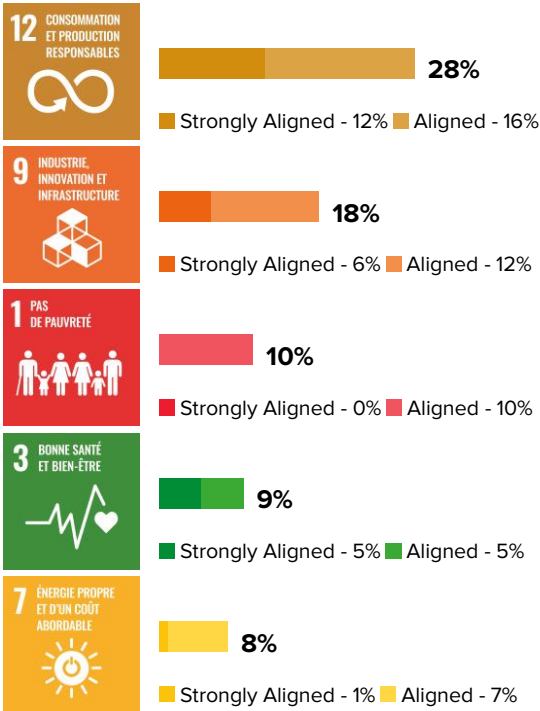 12 CONSOMMATION
ET PRODUCTION
RESPONSABLES
28%
Strongly Aligned - 12% Aligned - 16%
9 INDUSTRIE,
INNOVATION ET
INFRASTRUCTURE
18%
Strongly Aligned - 6% Aligned - 12%
1 PAS
DE PAUVRETÉ
10%
Strongly Aligned - 0% Aligned - 10%
3 BONNE SANTÉ
ET BIEN-ÊTRE
9%
Strongly Aligned - 5% Aligned - 5%
7 ÉNERGIE PROPRE
ET D'UN COÛT
ABORDABLE
8%
Strongly Aligned - 1% Aligned - 7%